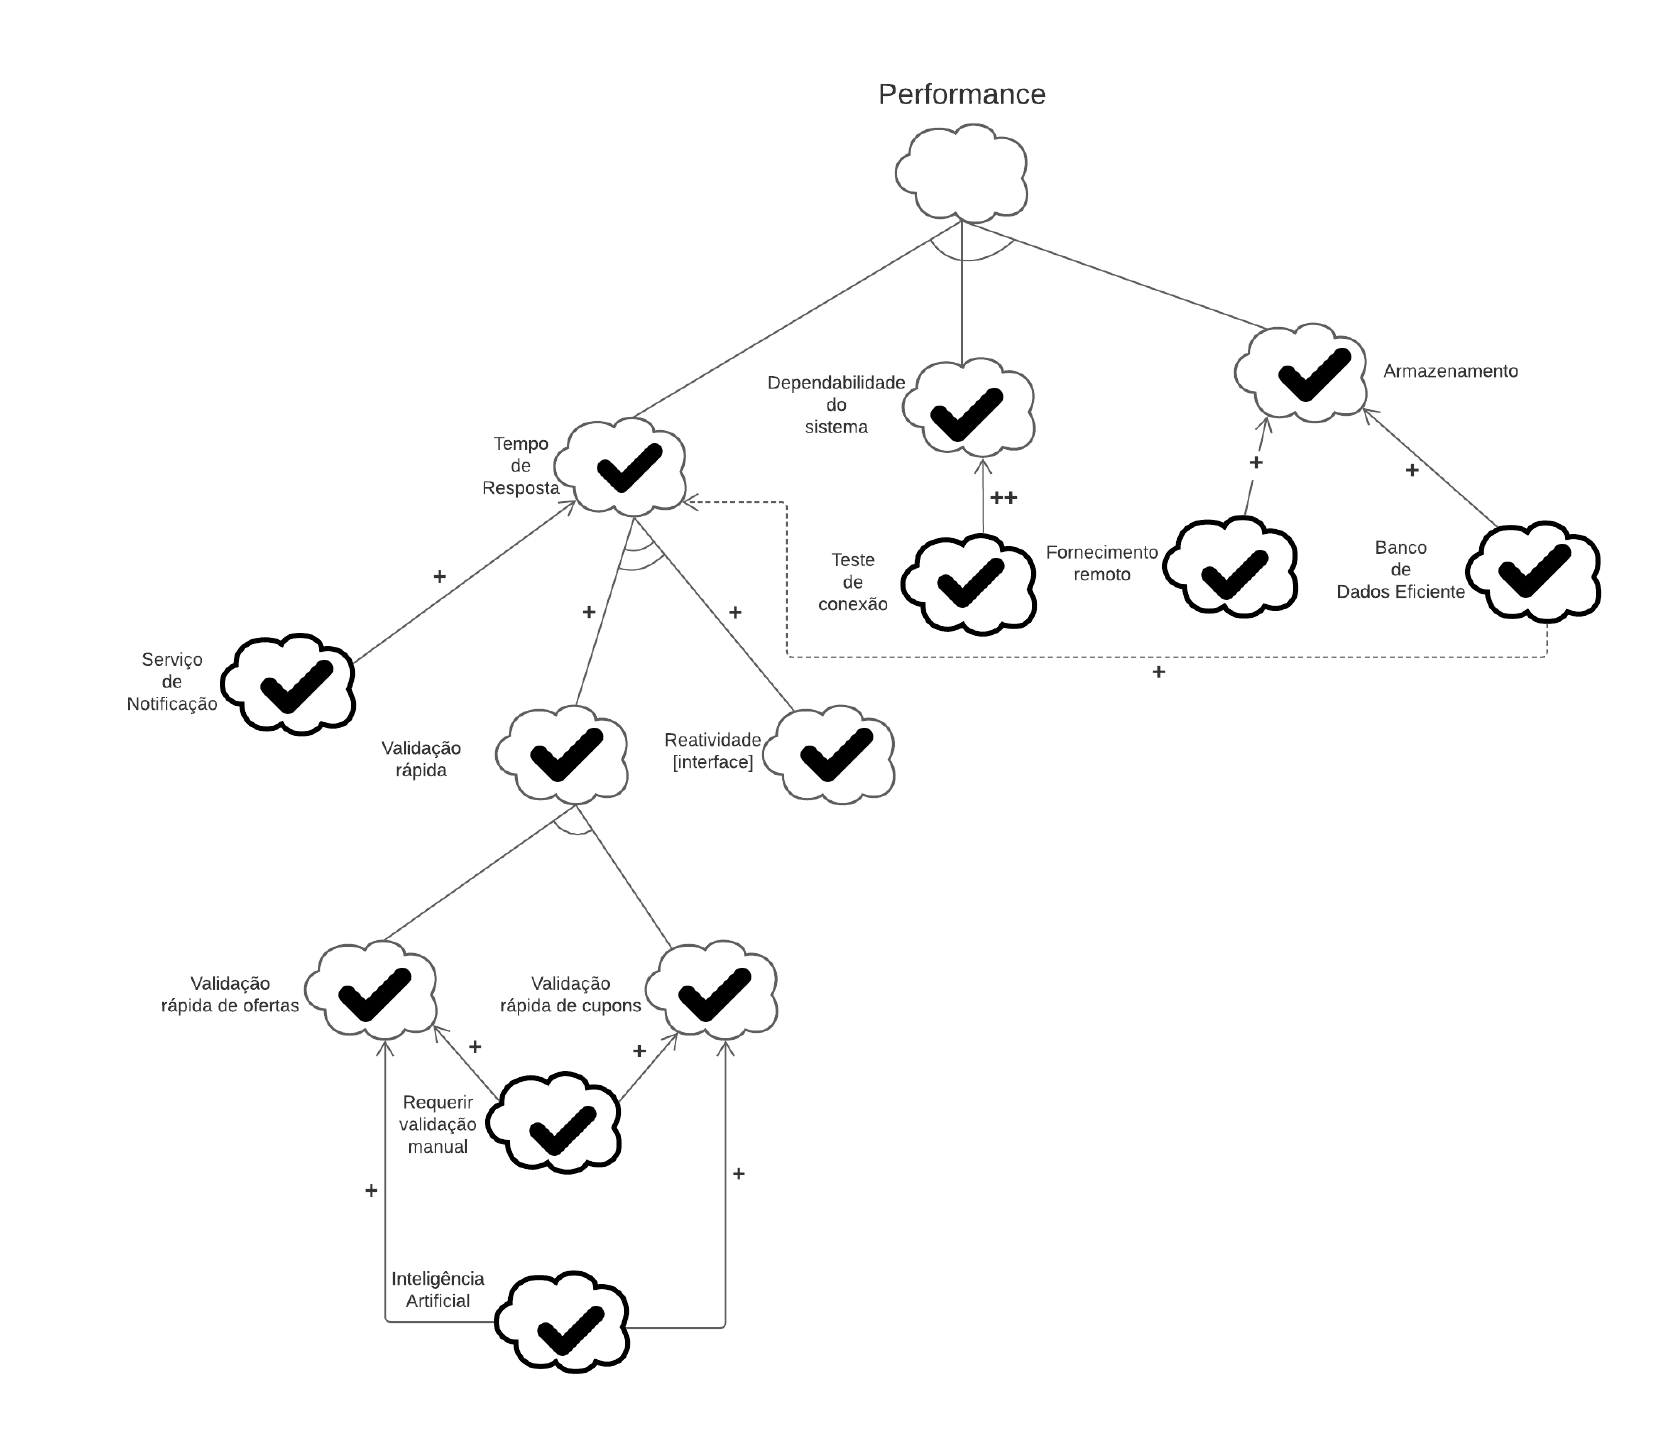 Performance
Dependabilidade
do
sistema
Armazenamento
Tempo
de
Resposta
+
+
++
Teste
de
conexão
Fornecimento
remoto
Banco
de
Dados Eficiente
+
+
+
+
Serviço
de
Notificação
Validação
rápida
Reatividade
[interface]
Validação
rápida de ofertas
Validação
rápida de cupons
+
+
Requerir
validação
manual
+
+
Inteligência
Artificial